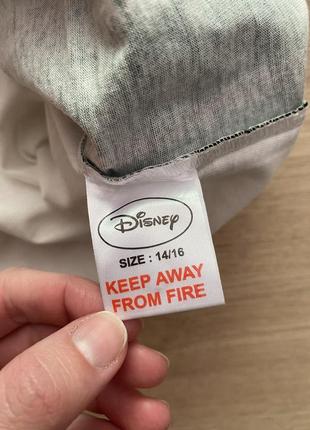 Disney
SIZE : 14/16
KEEP AWAY
FROM FIRE